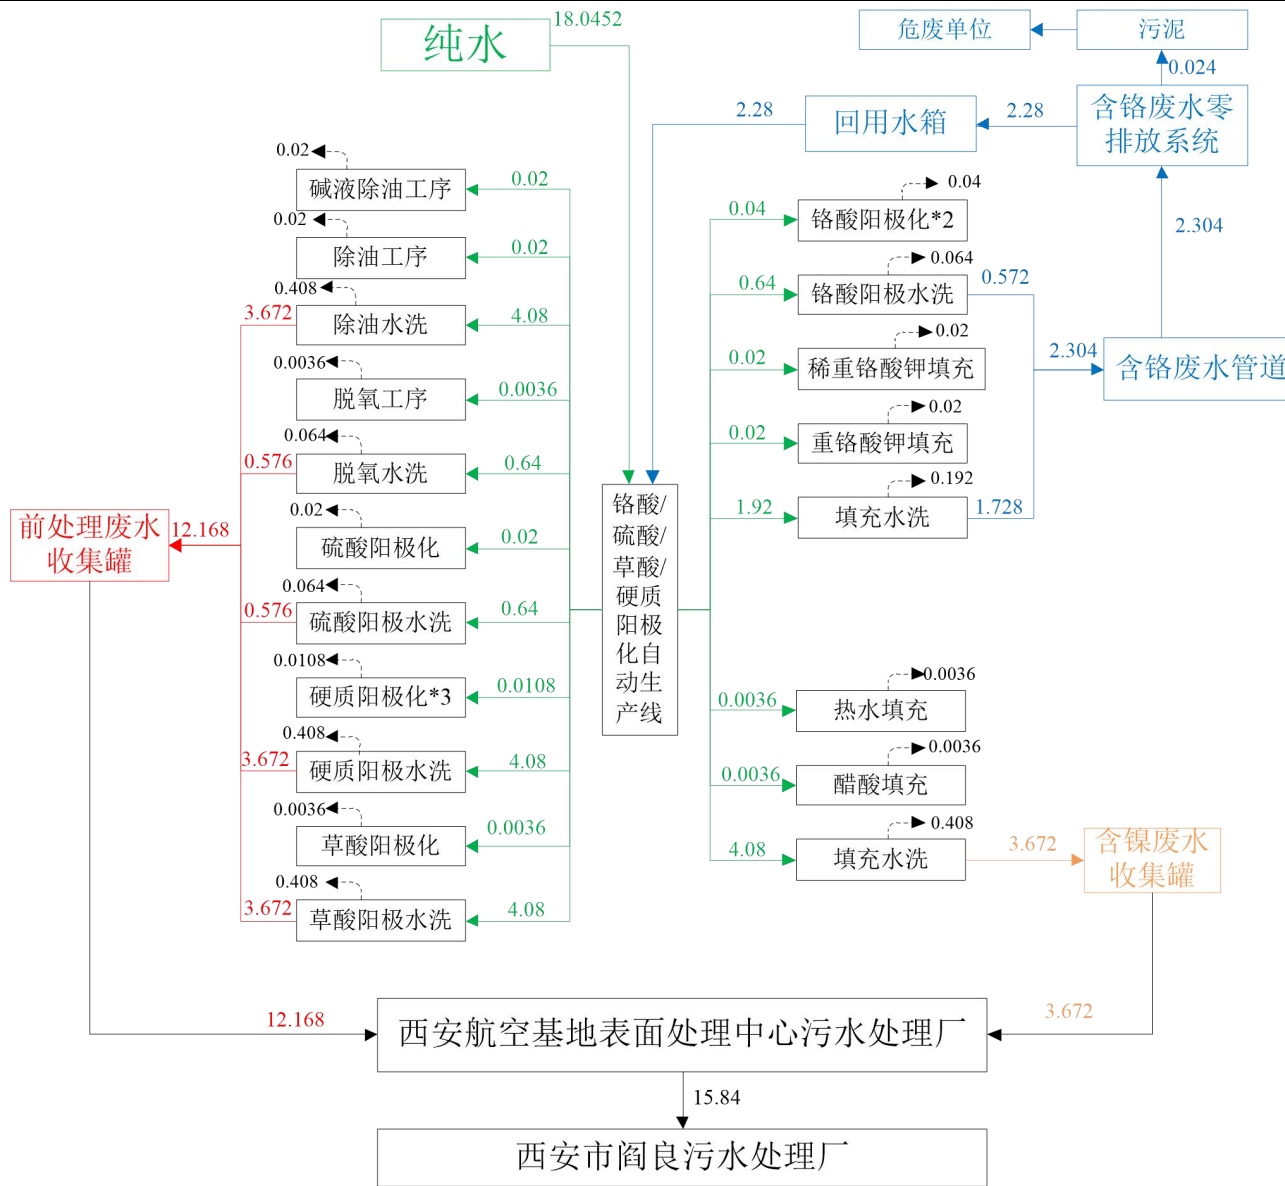 纯水
18.0452
危废单位
污泥
0.024
含铬废水零
排放系统
2.28
回用水箱
2.28
2.304
0.02
碱液除油工序
0.02
0.02
除油工序
0.02
0.408
3.672
除油水洗
4.08
0.0036
脱氧工序
0.0036
0.064
0.576
脱氧水洗
0.64
0.02
硫酸阳极化
0.02
0.064
0.576
硫酸阳极水洗
0.64
0.0108
硬质阳极化*3
0.0108
0.408
3.672
硬质阳极水洗
4.08
0.0036
草酸阳极化
0.0036
0.408
3.672
草酸阳极水洗
4.08
前处理废水
收集罐
12.168
铬酸/
硫酸/
草酸/
硬质
阳极
化自
动生
产线
0.04
0.04
铬酸阳极化*2
0.064
0.64
铬酸阳极水洗
0.572
0.02
0.02
稀重铬酸钾填充
0.02
0.02
重铬酸钾填充
0.192
1.92
填充水洗
1.728
2.304
含铬废水管道
0.0036
0.0036
热水填充
0.0036
0.0036
醋酸填充
0.408
4.08
填充水洗
3.672
含镍废水
收集罐
12.168
3.672
西安航空基地表面处理中心污水处理厂
15.84
西安市阎良污水处理厂